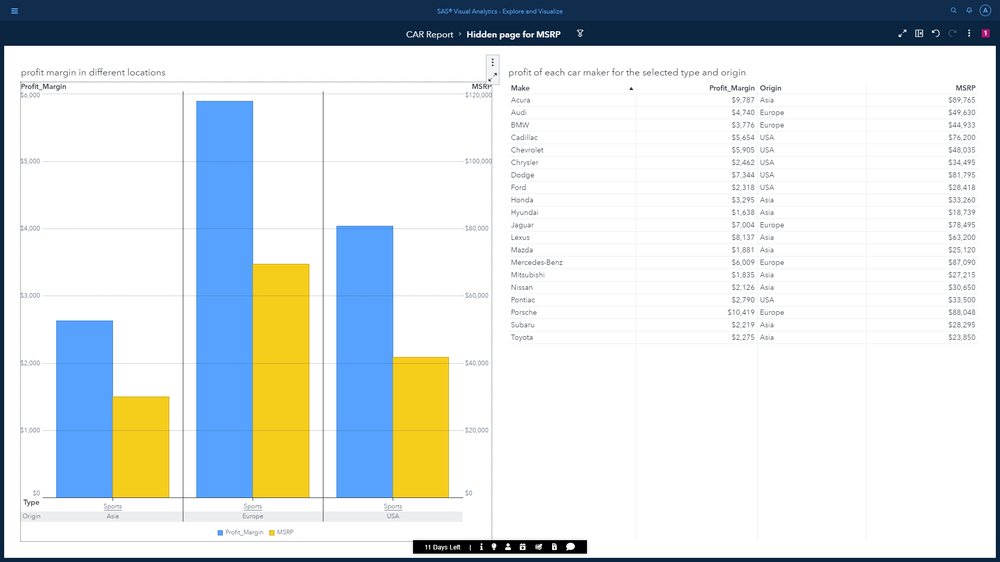 SAS® Visual Analytics - Explore and Visualize
A
CAR Report › Hidden page for MSRP
1
profit margin in different locations
Profit_Margin MSRP
$6,000 $120,000
$5,000 $100,000
$4,000 $80,000
$3,000 $60,000
$2,000 $40,000
$1,000 $20,000
$0 $0
Type Sports Sports Sports
Origin Asia Europe USA
Profit_Margin MSRP
profit of each car maker for the selected type and origin
Make Profit_Margin Origin MSRP
Acura $9,787 Asia $89,765
Audi $4,740 Europe $49,630
BMW $3,776 Europe $44,933
Cadillac $5,654 USA $76,200
Chevrolet $5,905 USA $48,035
Chrysler $2,462 USA $34,495
Dodge $7,344 USA $81,795
Ford $2,318 USA $28,418
Honda $3,295 Asia $33,260
Hyundai $1,638 Asia $18,739
Jaguar $7,004 Europe $78,495
Lexus $8,137 Asia $63,200
Mazda $1,881 Asia $25,120
Mercedes-Benz $6,009 Europe $87,090
Mitsubishi $1,835 Asia $27,215
Nissan $2,126 Asia $30,650
Pontiac $2,790 USA $33,500
Porsche $10,419 Europe $88,048
Subaru $2,219 Asia $28,295
Toyota $2,275 Asia $23,850
11 Days Left |